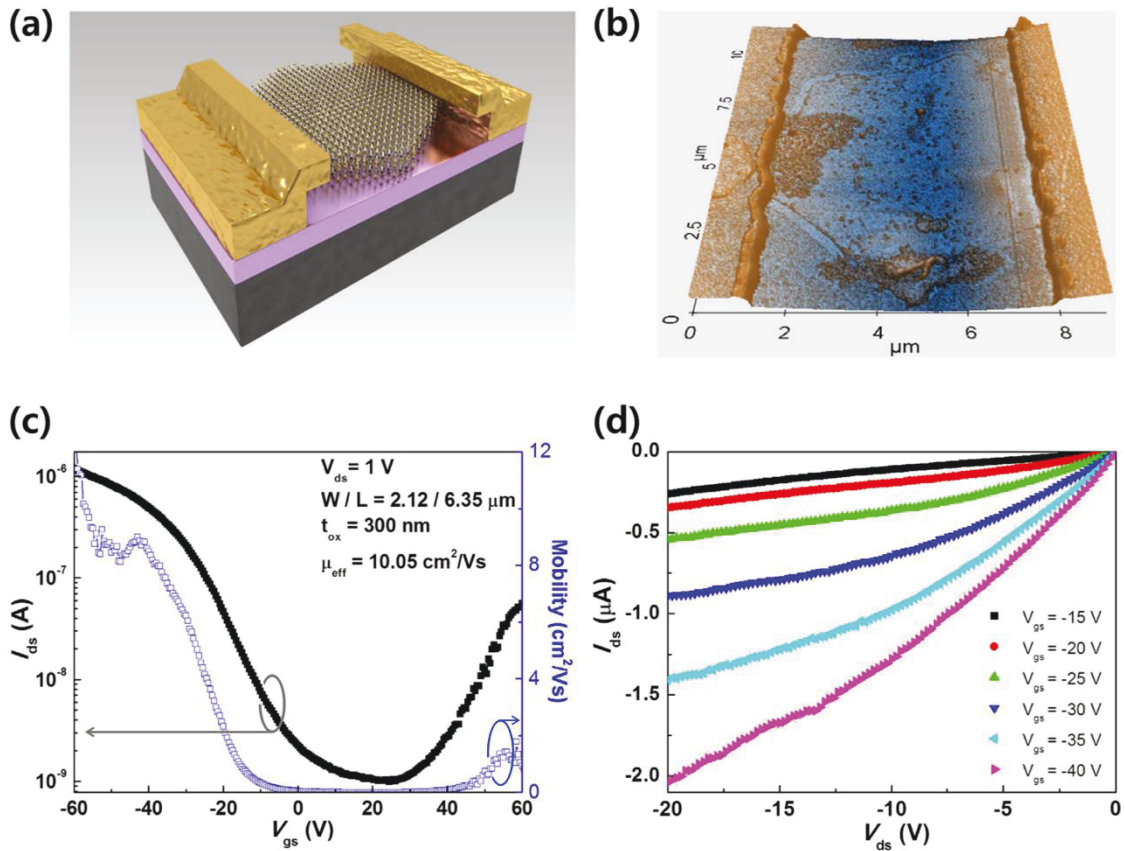 (a)
(b)
10
7.5
5
μm
2.5
0
0
2
4
6
8
μm
(c)
(d)
10⁻⁶
10⁻⁷
10⁻⁸
10⁻⁹
I_ds (A)
V_ds = 1 V
W / L = 2.12 / 6.35 μm
t_ox = 300 nm
μ_eff = 10.05 cm²/Vs
12
8
4
0
Mobility (cm²/Vs)
-60
-40
-20
0
20
40
60
V_gs (V)
0.0
-0.5
-1.0
-1.5
-2.0
I_ds (μA)
V_gs = -15 V
V_gs = -20 V
V_gs = -25 V
V_gs = -30 V
V_gs = -35 V
V_gs = -40 V
-20
-15
-10
-5
0
V_ds (V)